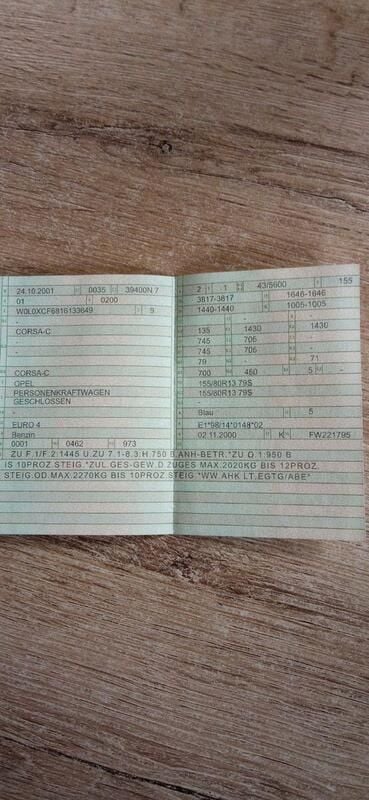 24.10.2001 0035 39400N 7
01 0200
W0L0XCF6816133649 9
-
CORSA-C
-
CORSA-C
OPEL
PERSONENKRAFTWAGEN
GESCHLOSSEN
-
EURO 4
Benzin
0001 0462 973
2 1 43/5600 155
3817-3817 1646-1646
1440-1440 1005-1005
- -
135 1430 1430
745 705 -
745 705 -
79 - 71
700 450 5 -
155/80R13 79S
155/80R13 79S
-
Blau 5
E1*98/14*0148*02
02.11.2000 K FW221795
ZU F.1/F.2:1445 U.ZU 7.1-8.3:H.750 B.ANH-BETR.*ZU O.1:950 B
IS 10PROZ.STEIG.*ZUL.GES-GEW.D.ZUGES MAX.2020KG BIS 12PROZ.
STEIG.OD.MAX.2270KG BIS 10PROZ.STEIG.*WW.AHK LT.EGTG/ABE*